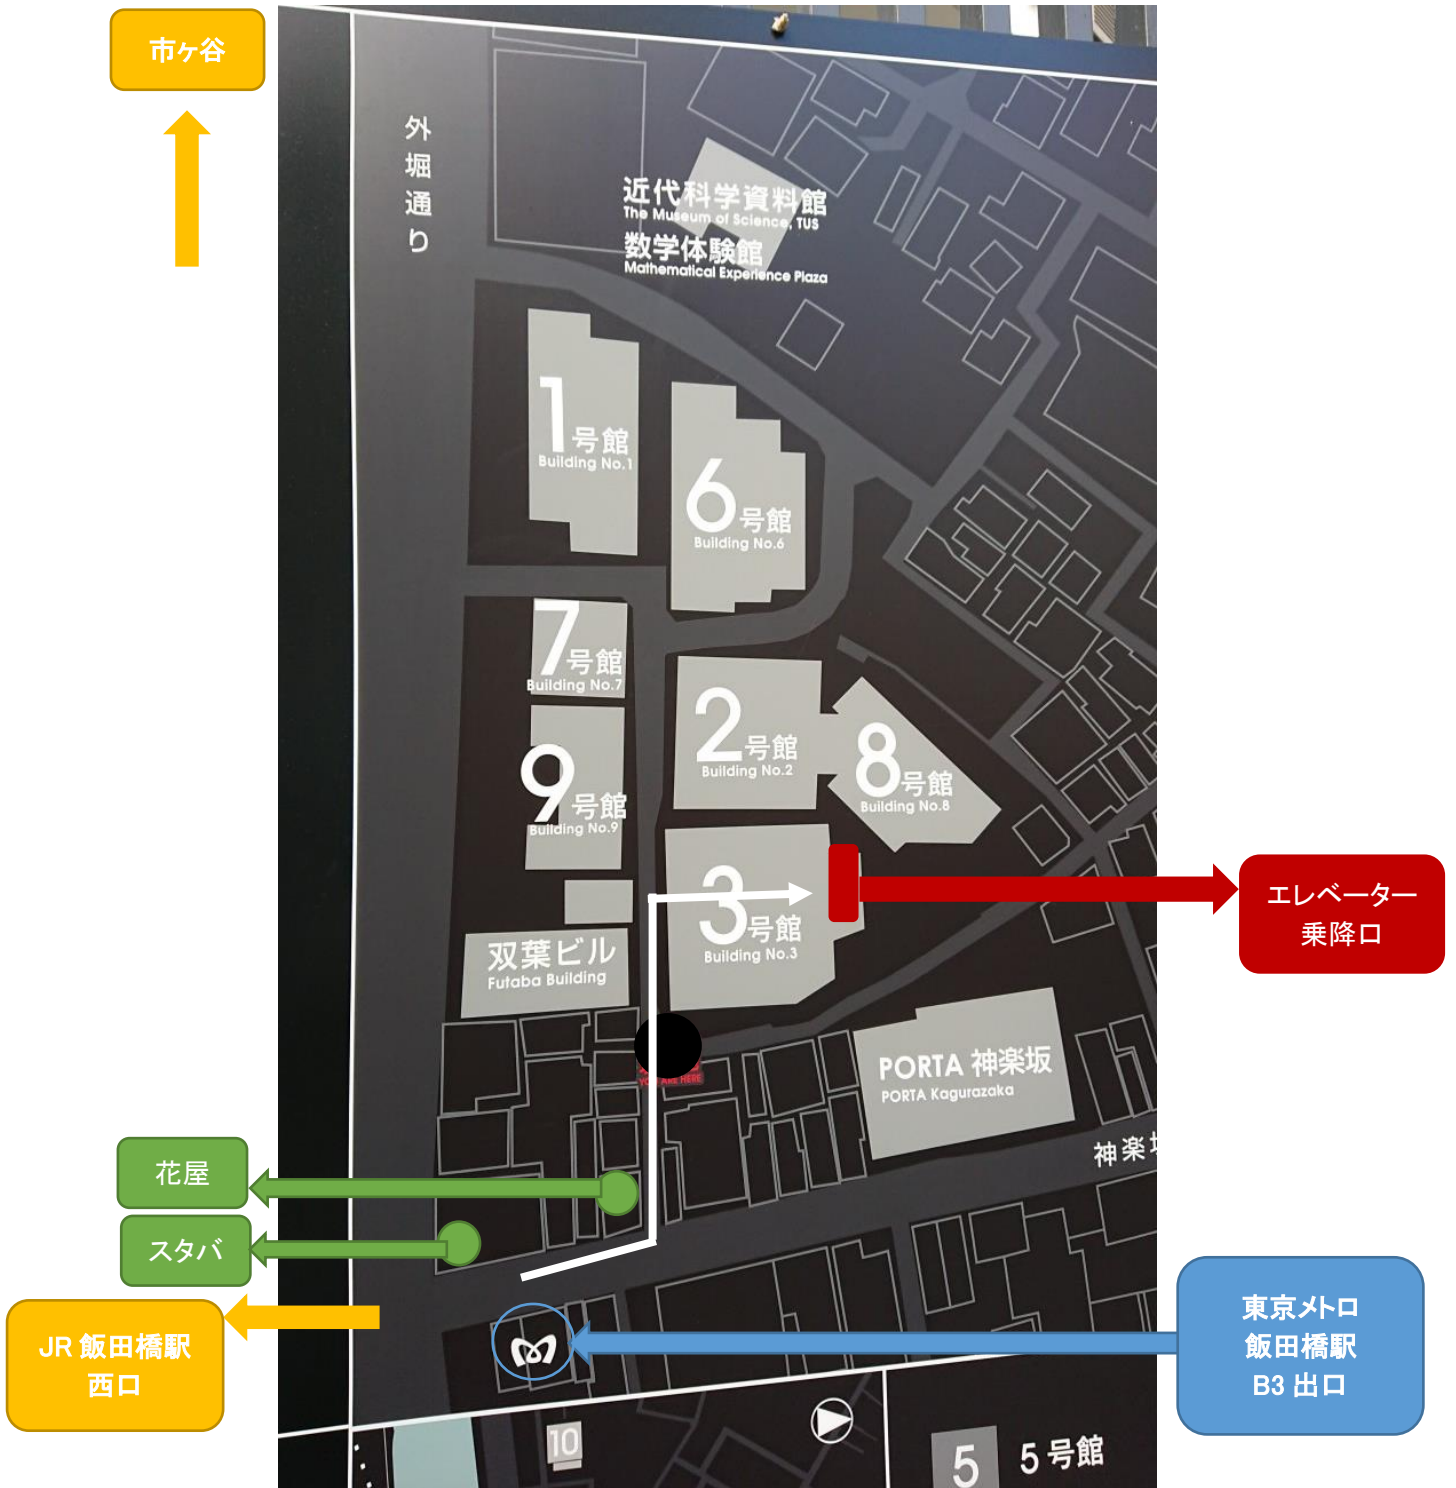 市ヶ谷
外堀通り
近代科学資料館
The Museum of Science, TUS
数学体験館
Mathematical Experience Plaza
1号館
Building No.1
6号館
Building No.6
7号館
Building No.7
2号館
Building No.2
8号館
Building No.8
9号館
Building No.9
3号館
Building No.3
エレベーター
乗降口
双葉ビル
Futaba Building
YOU ARE HERE
PORTA 神楽坂
PORTA Kagurazaka
神楽
花屋
スタバ
JR 飯田橋駅
西口
東京メトロ
飯田橋駅
B3 出口
10
5
5号館